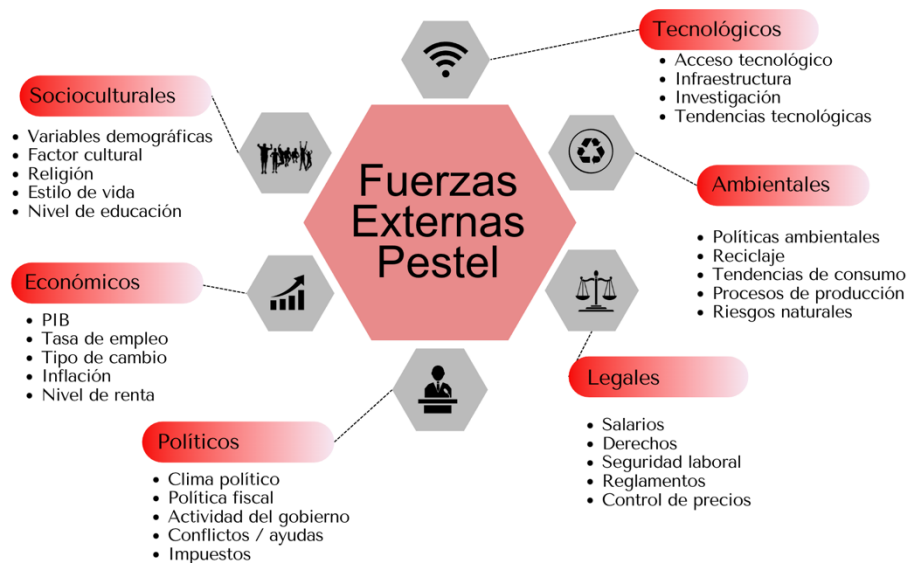 Fuerzas
Externas
Pestel
Tecnológicos
Acceso tecnológico
Infraestructura
Investigación
Tendencias tecnológicas
Ambientales
Políticas ambientales
Reciclaje
Tendencias de consumo
Procesos de producción
Riesgos naturales
Legales
Salarios
Derechos
Seguridad laboral
Reglamentos
Control de precios
Políticos
Clima político
Política fiscal
Actividad del gobierno
Conflictos / ayudas
Impuestos
Económicos
PIB
Tasa de empleo
Tipo de cambio
Inflación
Nivel de renta
Socioculturales
Variables demográficas
Factor cultural
Religión
Estilo de vida
Nivel de educación